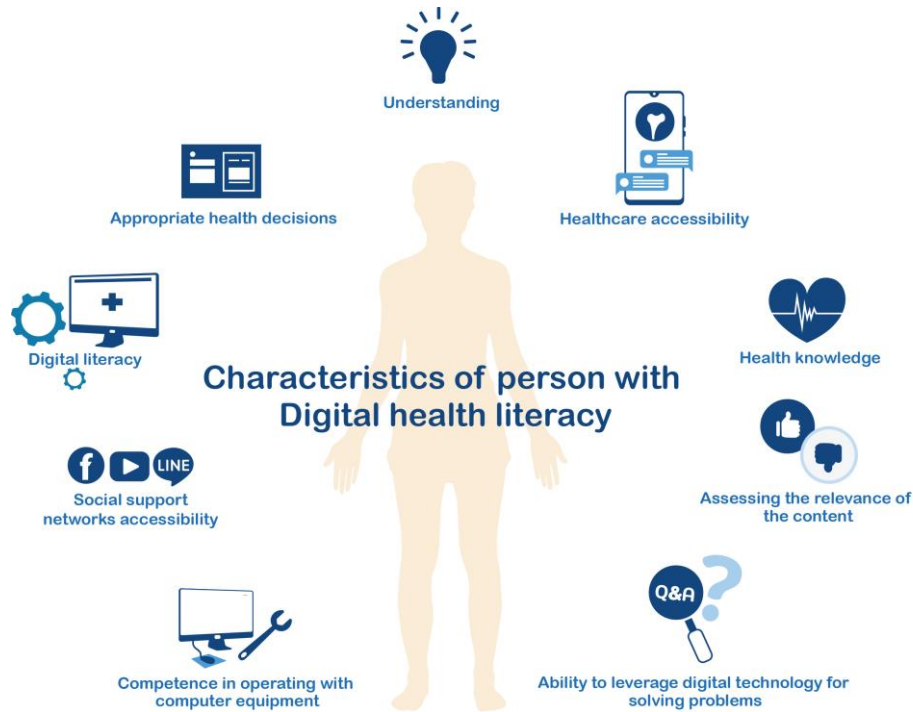 Understanding
Appropriate health decisions
Healthcare accessibility
Digital literacy
Health knowledge
Characteristics of person with
Digital health literacy
LINE
Social support
networks accessibility
Assessing the relevance of
the content
Q&A
Competence in operating with
computer equipment
Ability to leverage digital technology for
solving problems